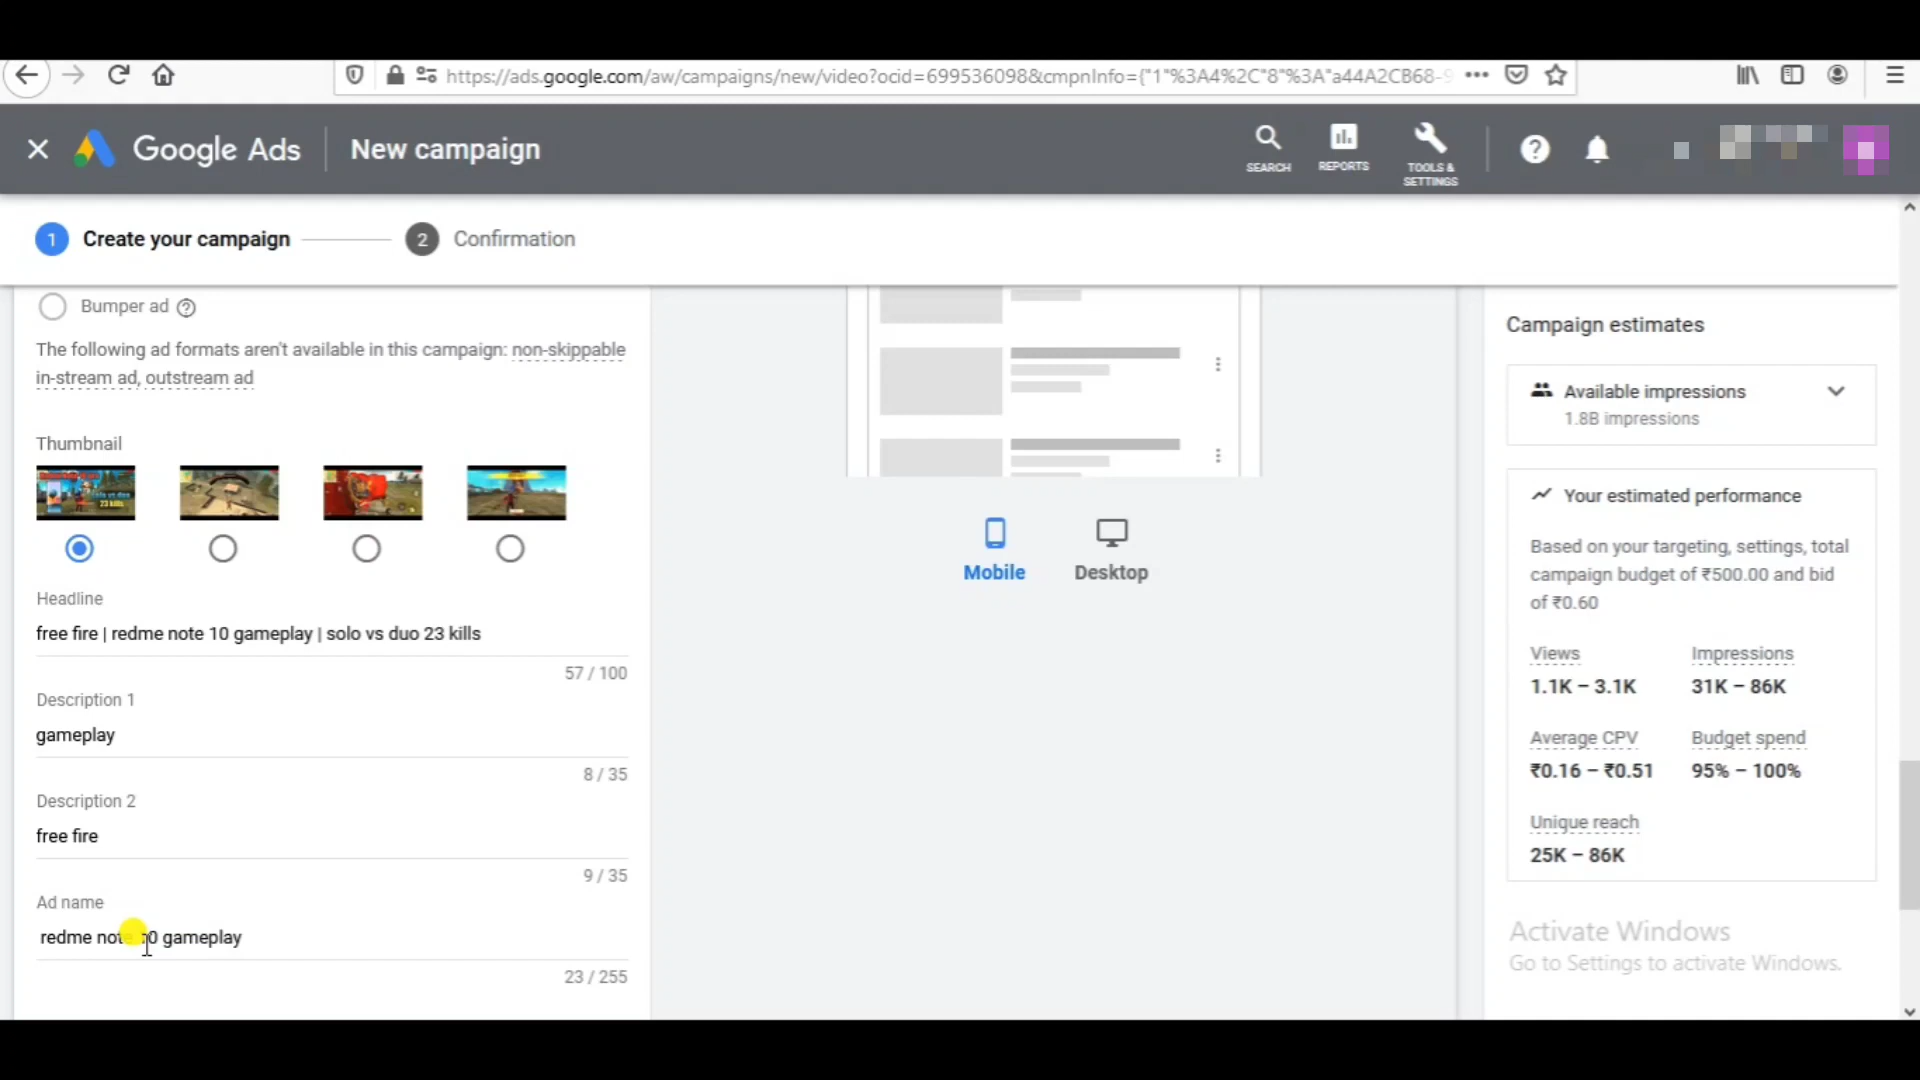 https://ads.google.com/aw/campaigns/new/video?ocid=699536098&cmpnInfo={"1"%3A4%2C"8"%3A"a44A2CB68-9
Google Ads
New campaign
SEARCH
REPORTS
TOOLS &
SETTINGS
1
Create your campaign
2
Confirmation
Bumper ad
The following ad formats aren't available in this campaign: non-skippable
in-stream ad, outstream ad
Thumbnail
23 kills
Headline
free fire | redme note 10 gameplay | solo vs duo 23 kills
57 / 100
Description 1
gameplay
8 / 35
Description 2
free fire
9 / 35
Ad name
redme note 10 gameplay
23 / 255
Mobile
Desktop
Campaign estimates
Available impressions
1.8B impressions
Your estimated performance
Based on your targeting, settings, total
campaign budget of ₹500.00 and bid
of ₹0.60
Views
Impressions
1.1K – 3.1K
31K – 86K
Average CPV
Budget spend
₹0.16 – ₹0.51
95% – 100%
Unique reach
25K – 86K
Activate Windows
Go to Settings to activate Windows.